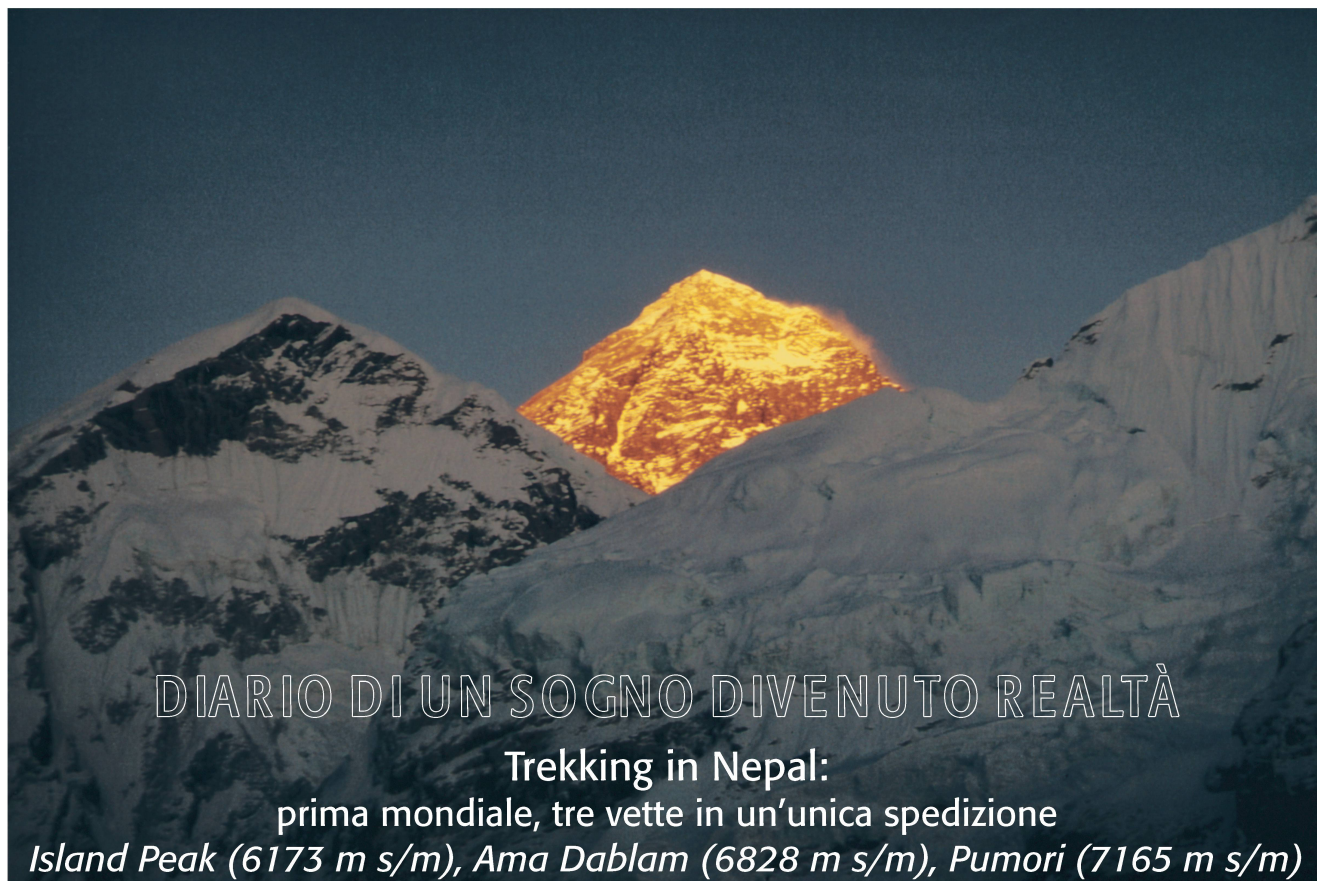 DIARIO DI UN SOGNO DIVENUTO REALTÀ
Trekking in Nepal:
prima mondiale, tre vette in un’unica spedizione
Island Peak (6173 m s/m), Ama Dablam (6828 m s/m), Pumori (7165 m s/m)